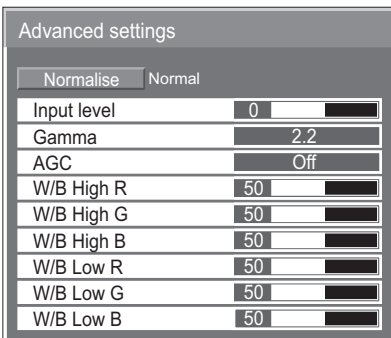 Advanced settings
Normalise Normal
Input level 0
Gamma 2.2
AGC Off
W/B High R 50
W/B High G 50
W/B High B 50
W/B Low R 50
W/B Low G 50
W/B Low B 50